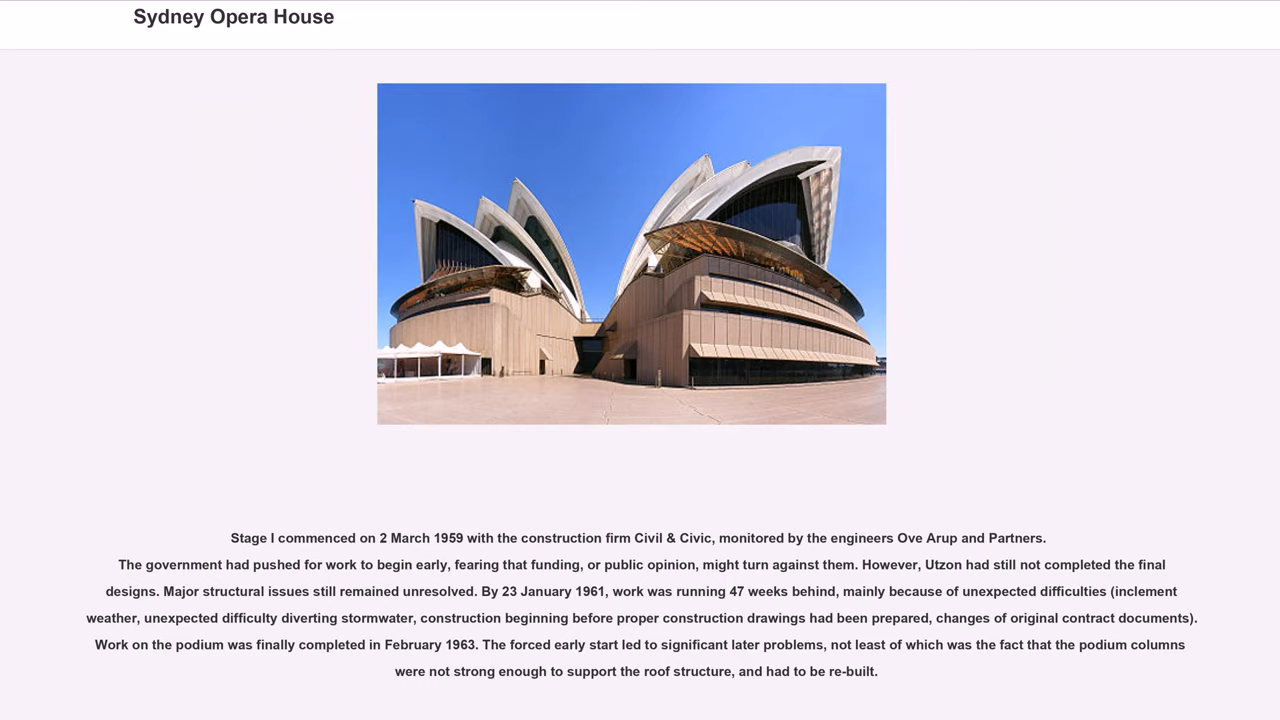 Sydney Opera House
Stage I commenced on 2 March 1959 with the construction firm Civil & Civic, monitored by the engineers Ove Arup and Partners.
The government had pushed for work to begin early, fearing that funding, or public opinion, might turn against them. However, Utzon had still not completed the final
designs. Major structural issues still remained unresolved. By 23 January 1961, work was running 47 weeks behind, mainly because of unexpected difficulties (inclement
weather, unexpected difficulty diverting stormwater, construction beginning before proper construction drawings had been prepared, changes of original contract documents).
Work on the podium was finally completed in February 1963. The forced early start led to significant later problems, not least of which was the fact that the podium columns
were not strong enough to support the roof structure, and had to be re-built.